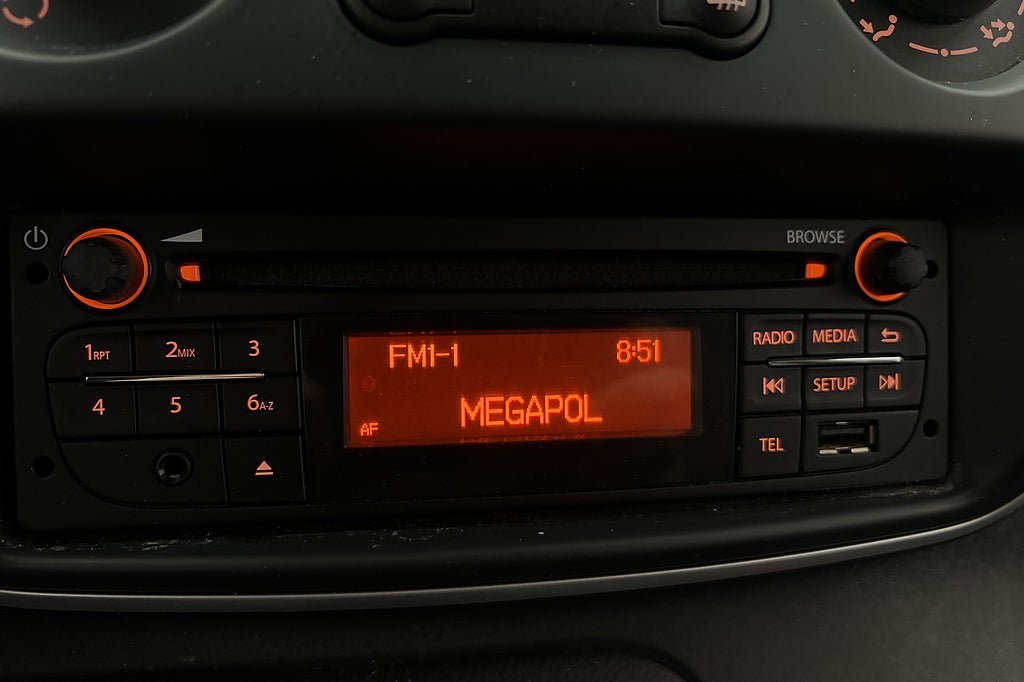 BROWSE
1RPT 2MIX 3
FM1-1 8:51
RADIO MEDIA
4 5 6A-Z
MEGAPOL
SETUP
AF
TEL